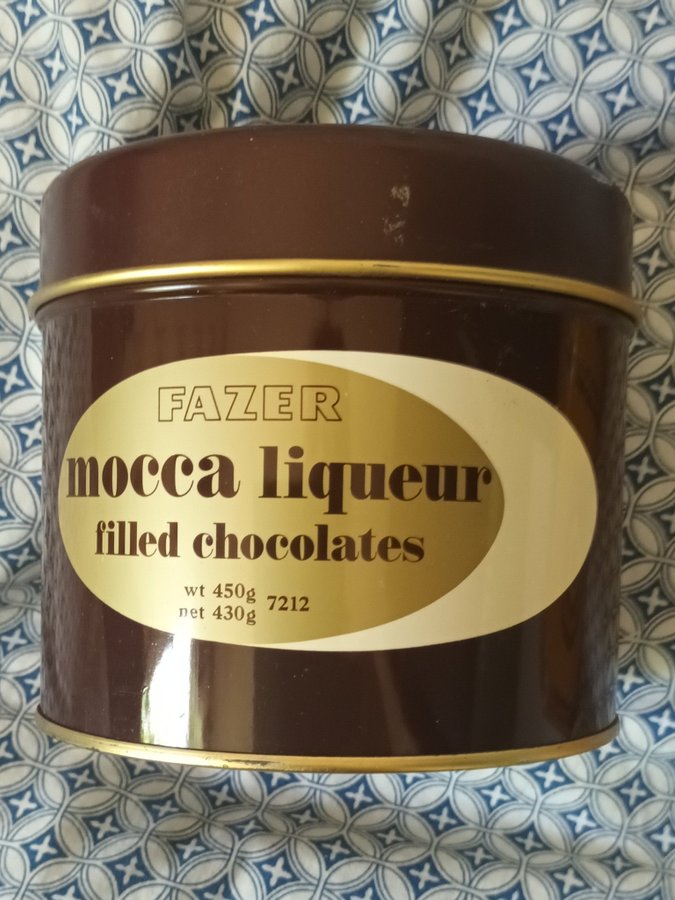 FAZER
mocca liqueur
filled chocolates
wt 450g
net 430g 7212